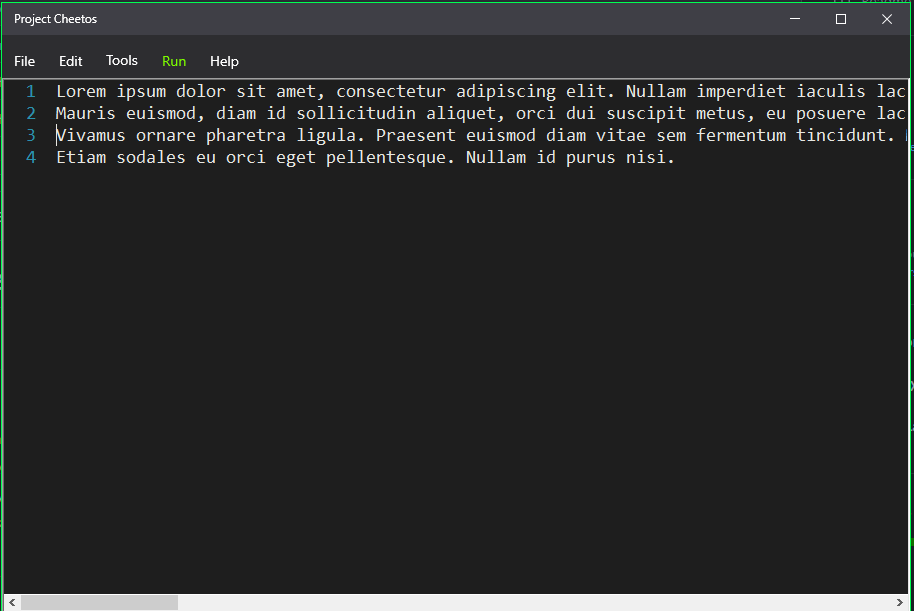 Project Cheetos
File Edit Tools Run Help
1 Lorem ipsum dolor sit amet, consectetur adipiscing elit. Nullam imperdiet iaculis lac
2 Mauris euismod, diam id sollicitudin aliquet, orci dui suscipit metus, eu posuere lac
3 Vivamus ornare pharetra ligula. Praesent euismod diam vitae sem fermentum tincidunt.
4 Etiam sodales eu orci eget pellentesque. Nullam id purus nisi.